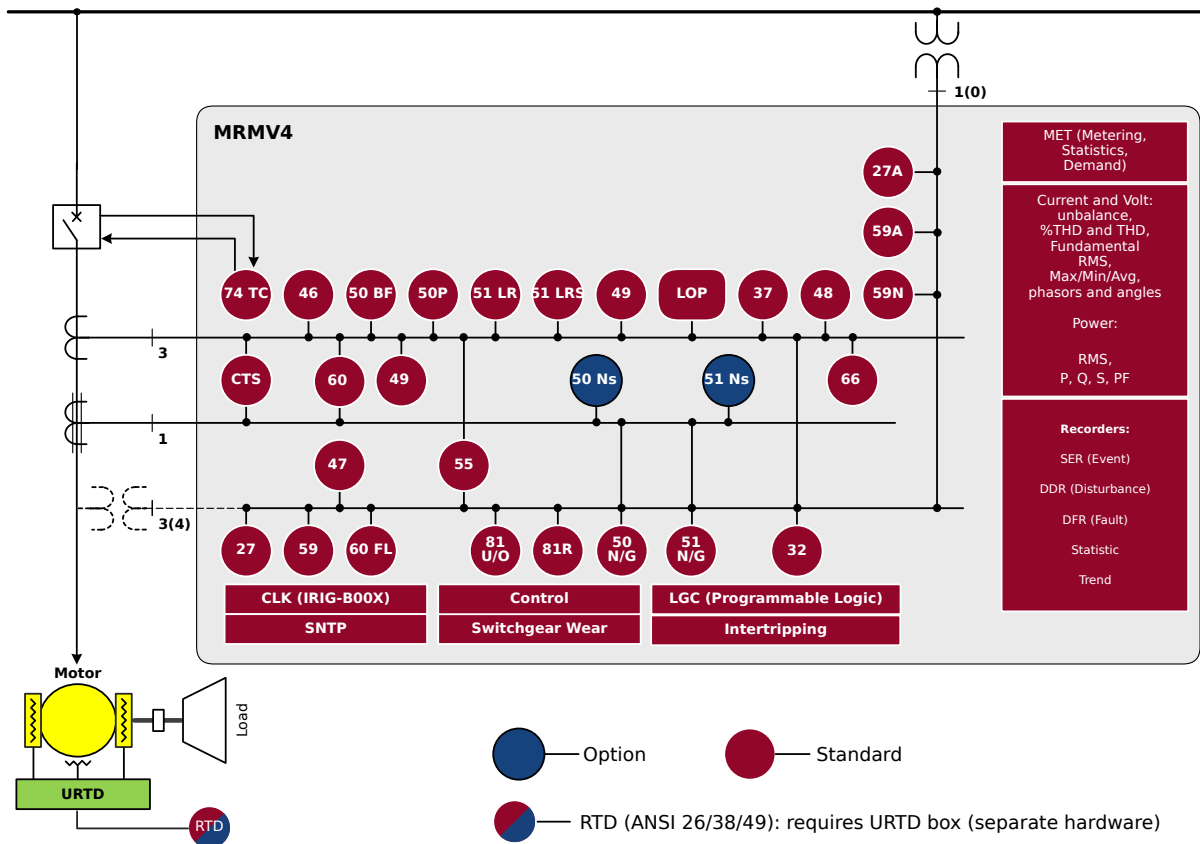 1(0)
MRMV4
MET (Metering,
Statistics,
Demand)
27A
Current and Volt:
unbalance,
%THD and THD,
Fundamental
RMS,
Max/Min/Avg,
phasors and angles
Power:
RMS,
P, Q, S, PF
59A
74 TC
46
50 BF
50P
51 LR
51 LRS
49
LOP
37
48
59N
3
CTS
60
49
50 Ns
51 Ns
66
1
Recorders:
SER (Event)
DDR (Disturbance)
DFR (Fault)
Statistic
Trend
47
55
3(4)
27
59
60 FL
81
U/O
81R
50
N/G
51
N/G
32
CLK (IRIG-B00X)
Control
LGC (Programmable Logic)
SNTP
Switchgear Wear
Intertripping
Motor
Load
URTD
RTD
Option
Standard
RTD (ANSI 26/38/49): requires URTD box (separate hardware)